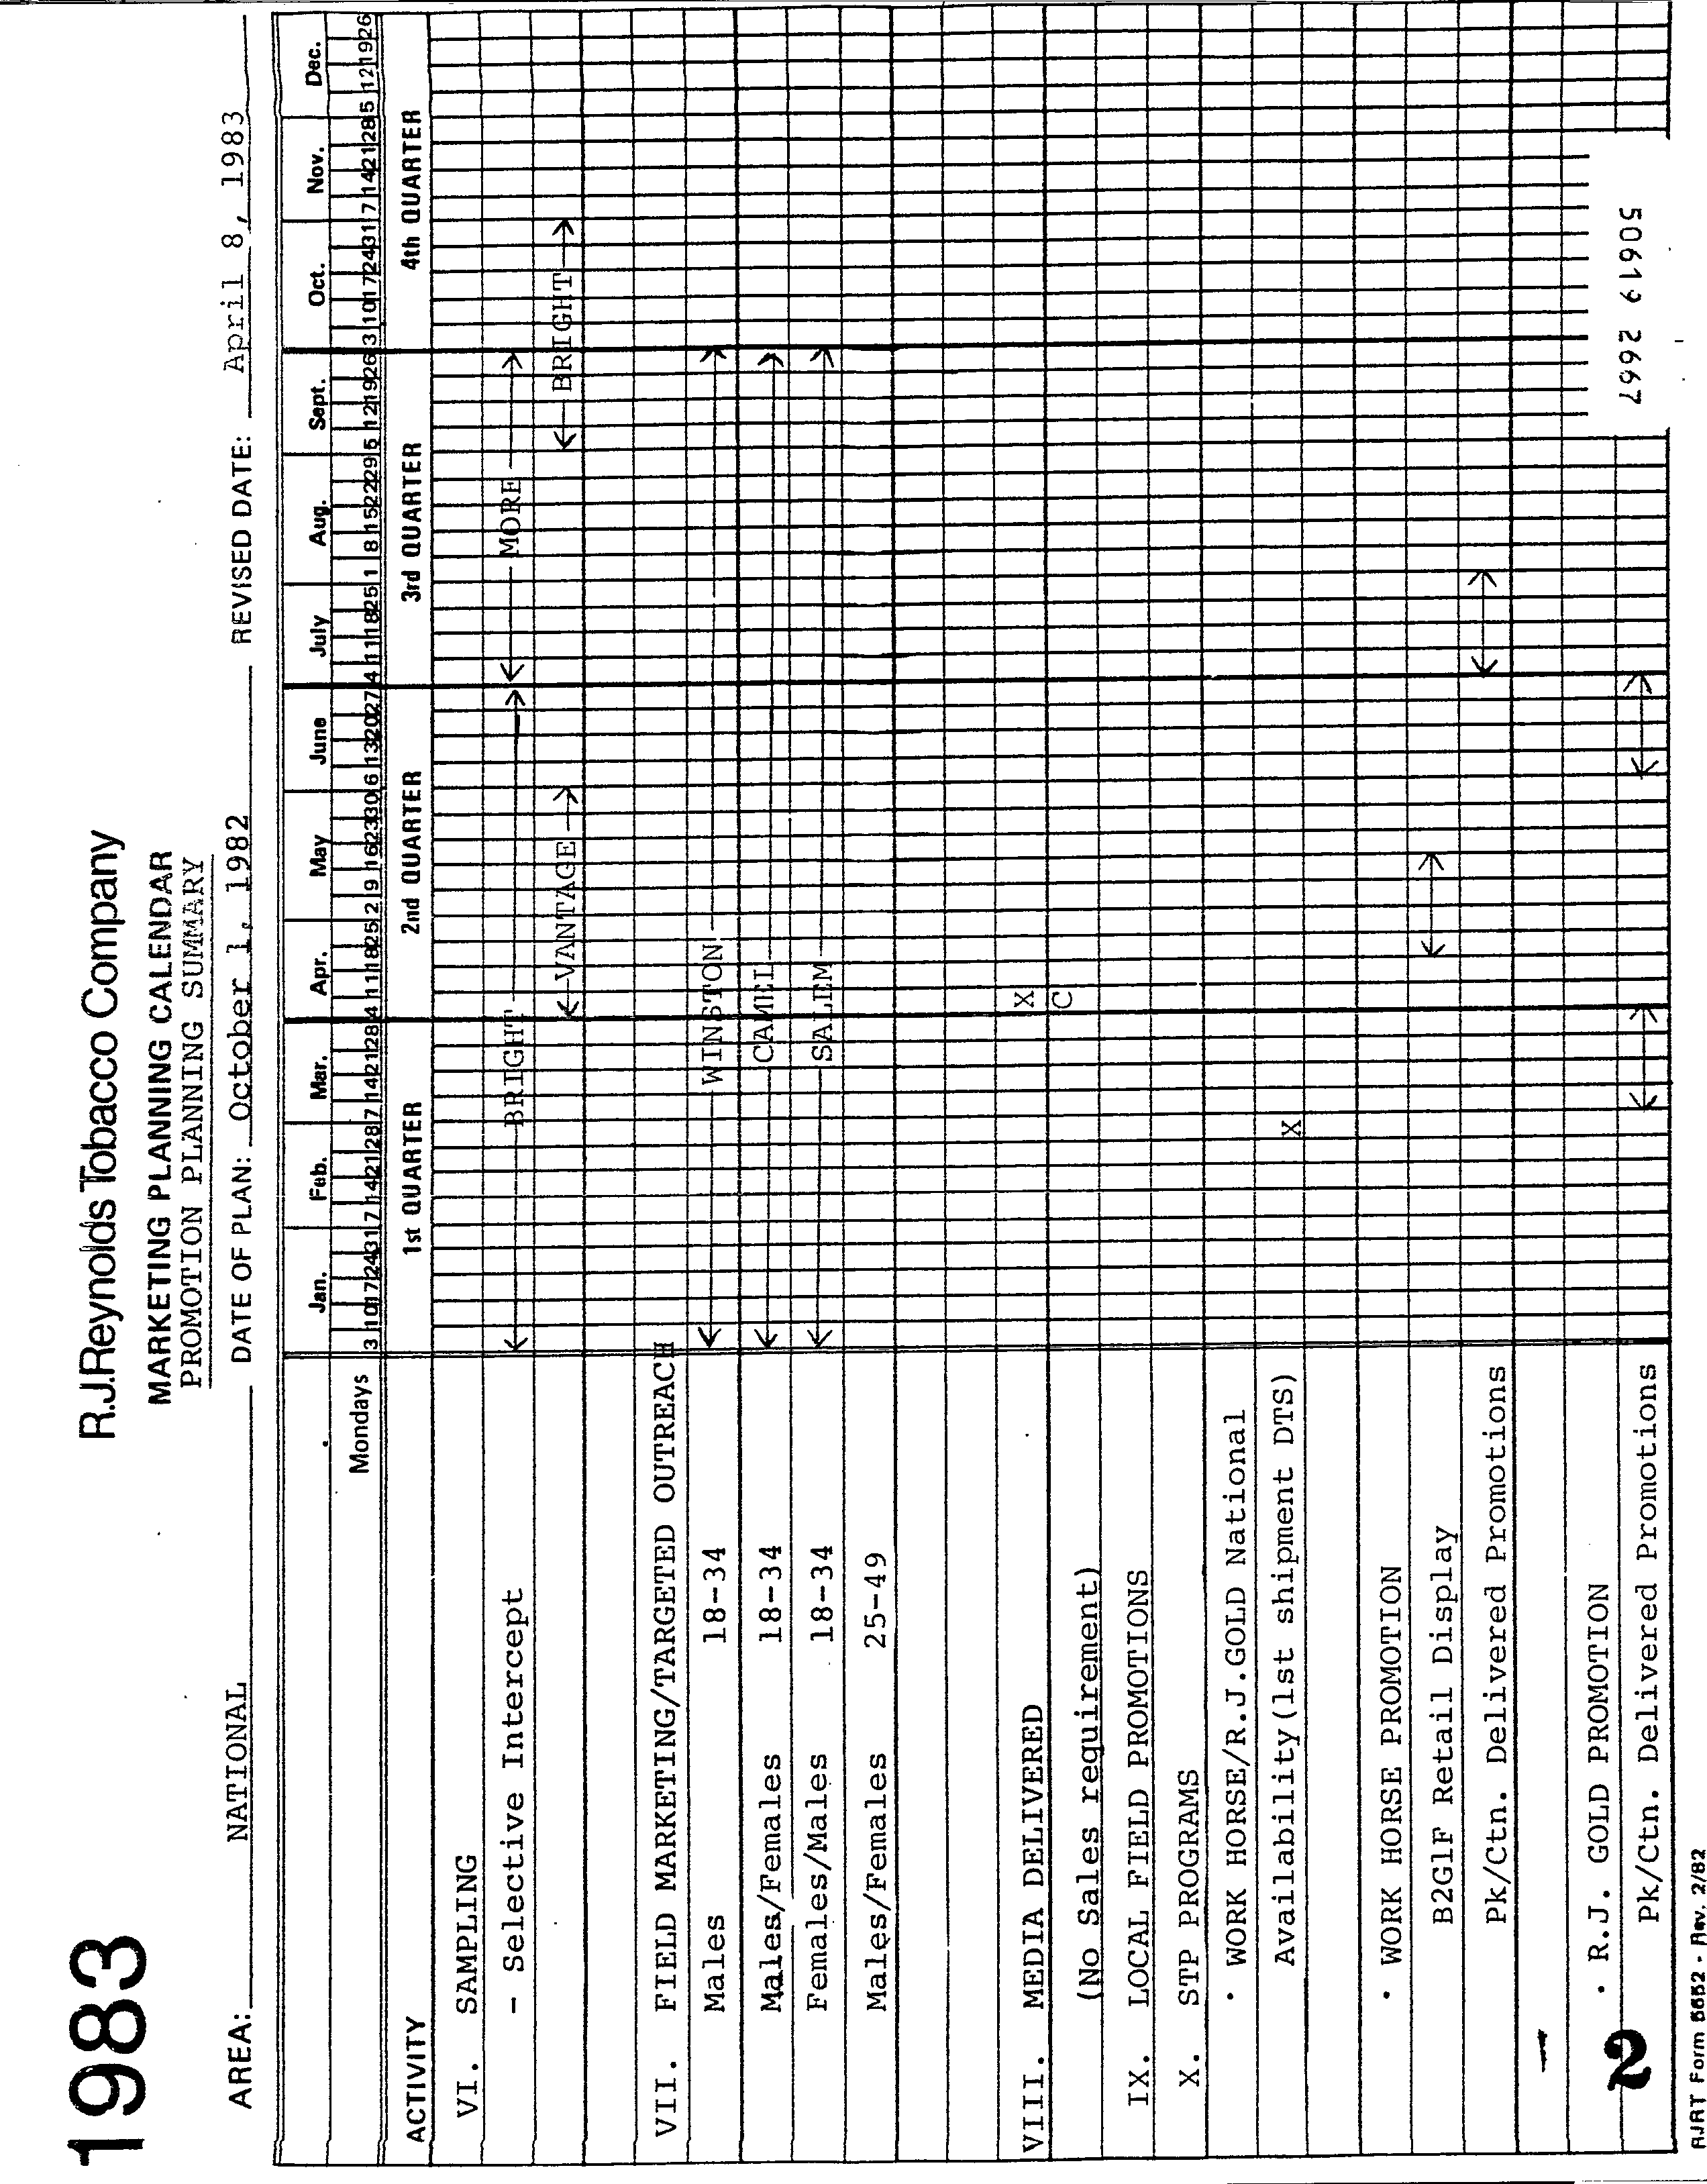 1983
R.J.Reynolds Tobacco Company
MARKETING PLANNING CALENDAR
PROMOTION PLANNING SUMMARY
AREA: NATIONAL DATE OF PLAN: October 1, 1982 REVISED DATE: April 8, 1983
Jan. Feb. Mar. Apr. May June July Aug. Sept. Oct. Nov. Dec.
Mondays 3 10 17 24 31 7 14 21 28 7 14 21 28 4 11 18 25 2 9 16 23 30 6 13 20 27 4 11 18 25 1 8 15 22 29 5 12 19 26 3 10 17 24 31 7 14 21 28 5 12 19 26
ACTIVITY 1st QUARTER 2nd QUARTER 3rd QUARTER 4th QUARTER
VI. SAMPLING
- Selective Intercept BRIGHT MORE
VANTAGE BRIGHT
VII. FIELD MARKETING/TARGETED OUTREACH
Males 18-34 WINSTON
Males/Females 18-34 CAMEL
Females/Males 18-34 SALEM
Males/Females 25-49
VIII. MEDIA DELIVERED X
(No Sales requirement) C
IX. LOCAL FIELD PROMOTIONS
X. STP PROGRAMS
· WORK HORSE/R.J.GOLD National
Availability(1st shipment DTS) X
· WORK HORSE PROMOTION
B2G1F Retail Display
Pk/Ctn. Delivered Promotions
· R.J. GOLD PROMOTION
Pk/Ctn. Delivered Promotions
2
50619 2697
RJRT Form 5652 - Rev. 2/82